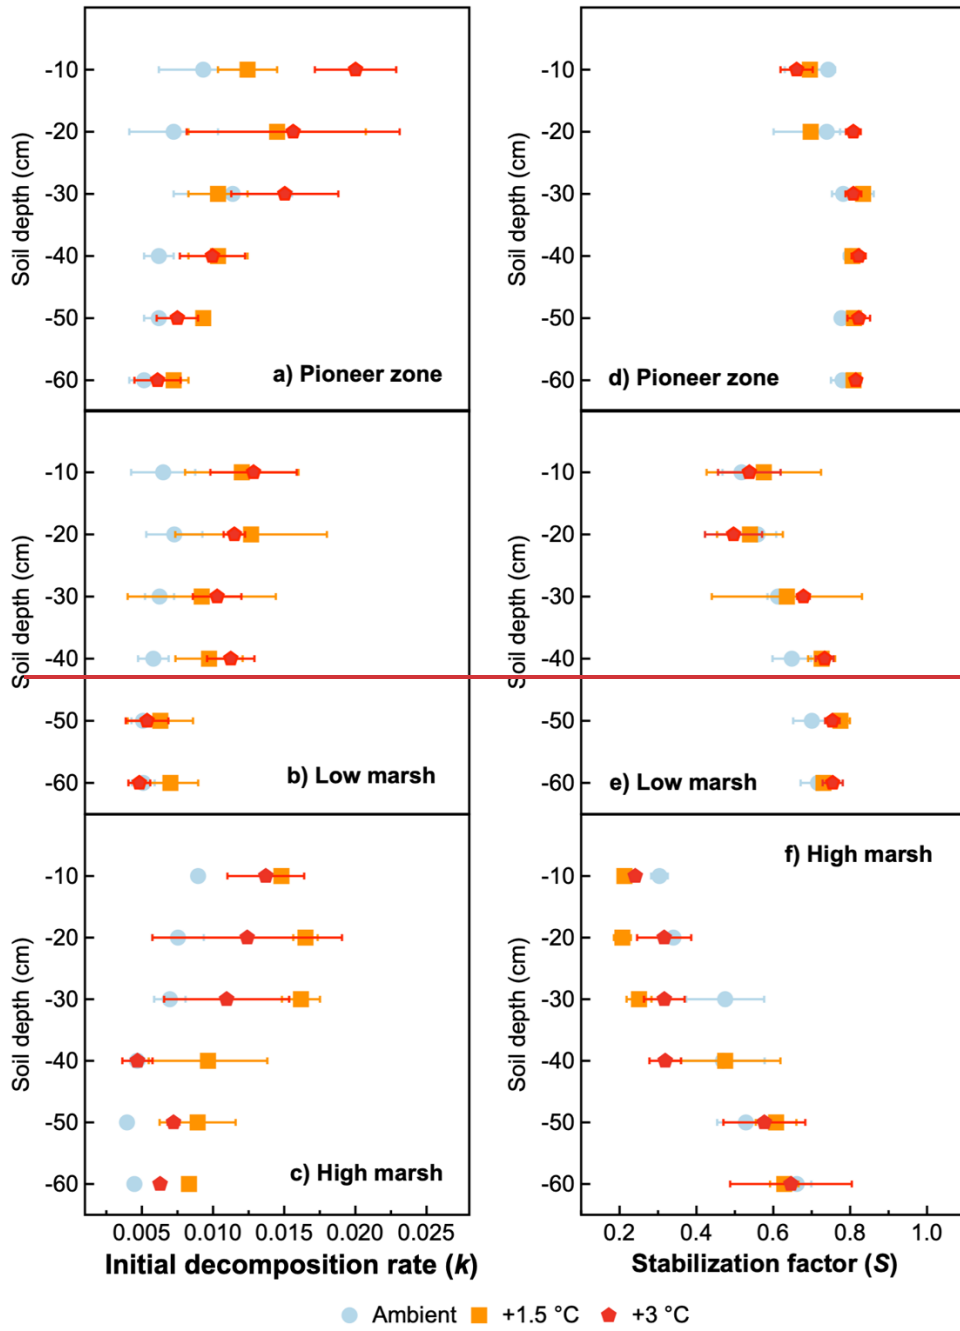 -10
-20
-30
-40
-50
-60
Soil depth (cm)
a) Pioneer zone
-10
-20
-30
-40
-50
-60
Soil depth (cm)
d) Pioneer zone
-10
-20
-30
-40
-50
-60
Soil depth (cm)
b) Low marsh
-10
-20
-30
-40
-50
-60
Soil depth (cm)
e) Low marsh
-10
-20
-30
-40
-50
-60
Soil depth (cm)
c) High marsh
-10
-20
-30
-40
-50
-60
Soil depth (cm)
f) High marsh
0.005 0.010 0.015 0.020 0.025
Initial decomposition rate (k)
0.2 0.4 0.6 0.8 1.0
Stabilization factor (S)
Ambient +1.5 °C +3 °C